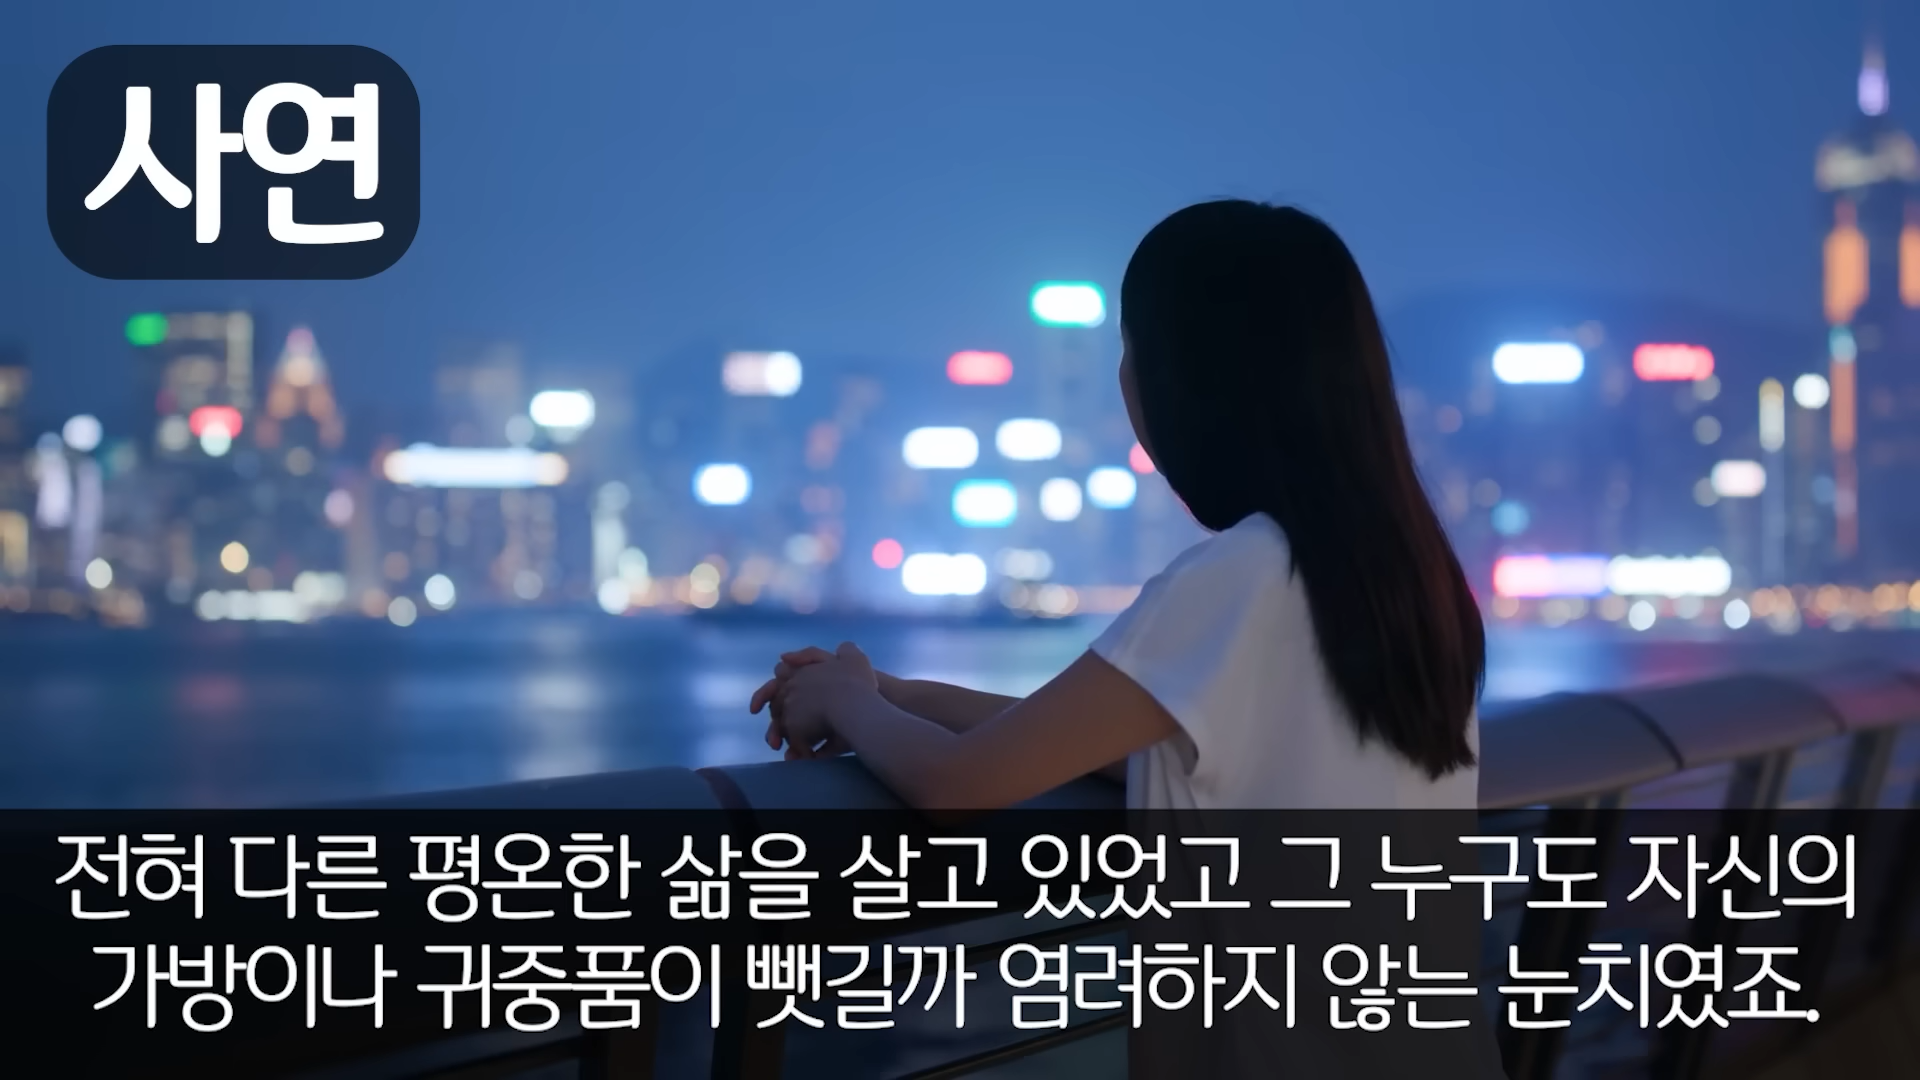 사연
전혀 다른 평온한 삶을 살고 있었고 그 누구도 자신의
가방이나 귀중품이 뺏길까 염려하지 않는 눈치였죠.